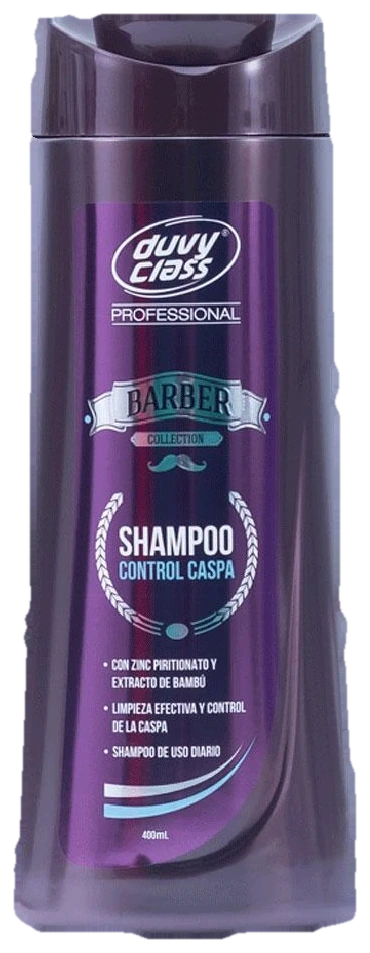 duvy®
class
PROFESSIONAL
BARBER
COLLECTION
SHAMPOO
CONTROL CASPA
• CON ZINC PIRITIONATO Y
EXTRACTO DE BAMBÚ
• LIMPIEZA EFECTIVA Y CONTROL
DE LA CASPA
• SHAMPOO DE USO DIARIO
400mL